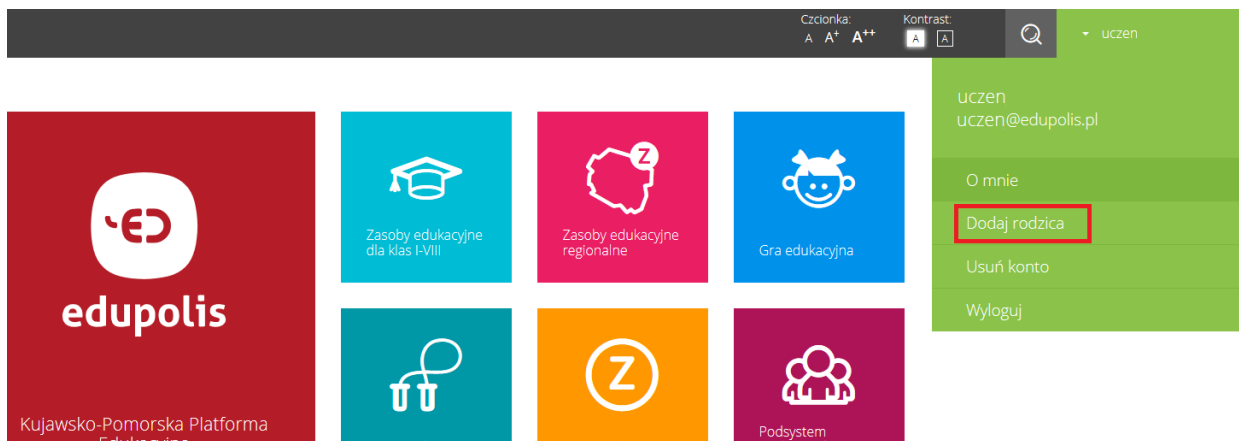 Czcionka:
A A+ A++
Kontrast:
A A
uczen
uczen
uczen@edupolis.pl
O mnie
Dodaj rodzica
Usuń konto
Wyloguj
ED
edupolis
Kujawsko-Pomorska Platforma
Zasoby edukacyjne
dla klas I-VIII
Z
Zasoby edukacyjne
regionalne
Gra edukacyjna
Z
Podsystem